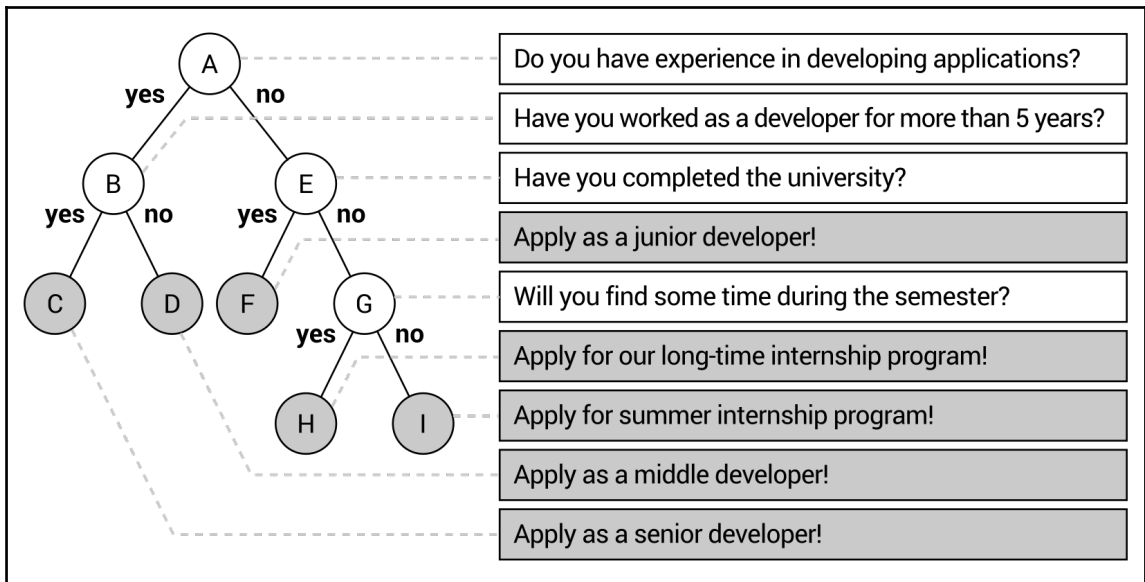 A
Do you have experience in developing applications?
yes
no
Have you worked as a developer for more than 5 years?
B
E
Have you completed the university?
yes
no
yes
no
Apply as a junior developer!
C
D
F
G
Will you find some time during the semester?
yes
no
Apply for our long-time internship program!
H
I
Apply for summer internship program!
Apply as a middle developer!
Apply as a senior developer!